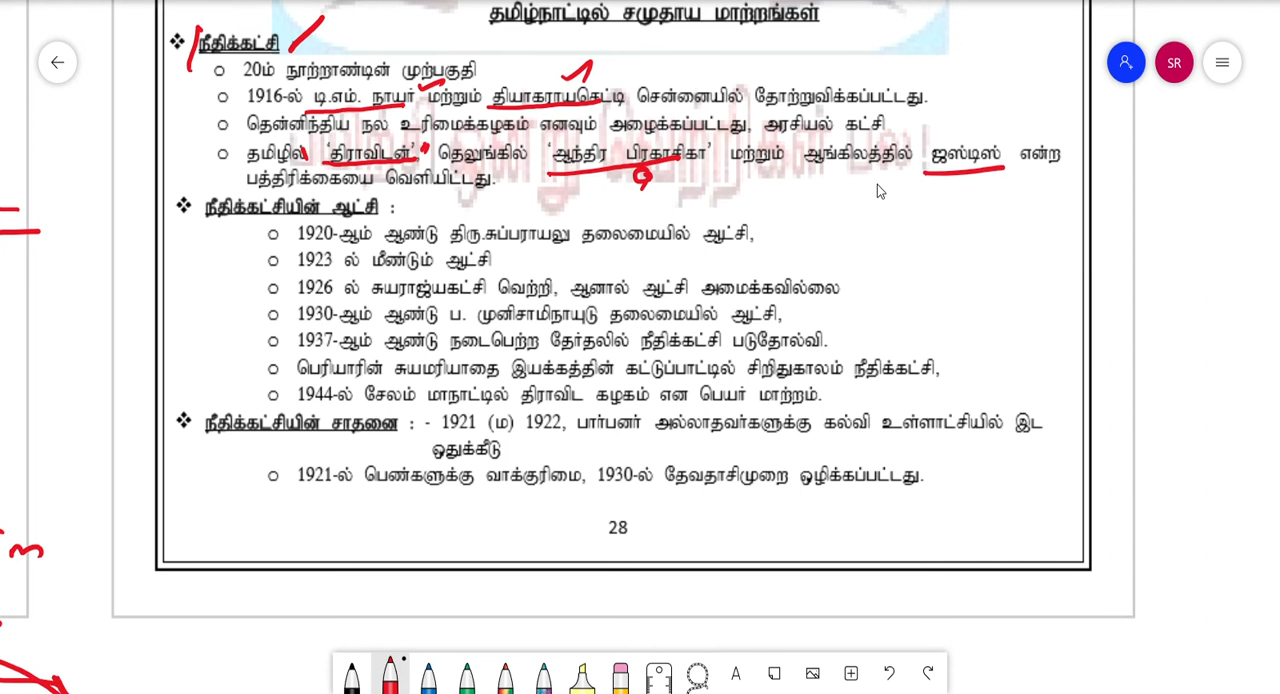 தமிழ்நாட்டில் சமுதாய மாற்றங்கள்
❖ நீதிக்கட்சி
o 20ம் நூற்றாண்டின் முற்பகுதி
o 1916-ல் டி.எம். நாயர் மற்றும் தியாகராயகெட்டி சென்னையில் தோற்றுவிக்கப்பட்டது.
o தென்னிந்திய நல உரிமைக்கழகம் எனவும் அழைக்கப்பட்டது, அரசியல் கட்சி
o தமிழில் 'திராவிடன்', தெலுங்கில் 'ஆந்திர பிரகாசிகா' மற்றும் ஆங்கிலத்தில் ஜஸ்டிஸ் என்ற
பத்திரிக்கையை வெளியிட்டது.
❖ நீதிக்கட்சியின் ஆட்சி :
o 1920-ஆம் ஆண்டு திரு.சுப்பராயலு தலைமையில் ஆட்சி,
o 1923 ல் மீண்டும் ஆட்சி
o 1926 ல் சுயராஜ்யகட்சி வெற்றி, ஆனால் ஆட்சி அமைக்கவில்லை
o 1930-ஆம் ஆண்டு ப. முனிசாமிநாயுடு தலைமையில் ஆட்சி,
o 1937-ஆம் ஆண்டு நடைபெற்ற தேர்தலில் நீதிக்கட்சி படுதோல்வி.
o பெரியாரின் சுயமரியாதை இயக்கத்தின் கட்டுப்பாட்டில் சிறிதுகாலம் நீதிக்கட்சி,
o 1944-ல் சேலம் மாநாட்டில் திராவிட கழகம் என பெயர் மாற்றம்.
❖ நீதிக்கட்சியின் சாதனை : - 1921 (ம) 1922, பார்பனர் அல்லாதவர்களுக்கு கல்வி உள்ளாட்சியில் இட
ஒதுக்கீடு
o 1921-ல் பெண்களுக்கு வாக்குரிமை, 1930-ல் தேவதாசிமுறை ஒழிக்கப்பட்டது.
28
SR